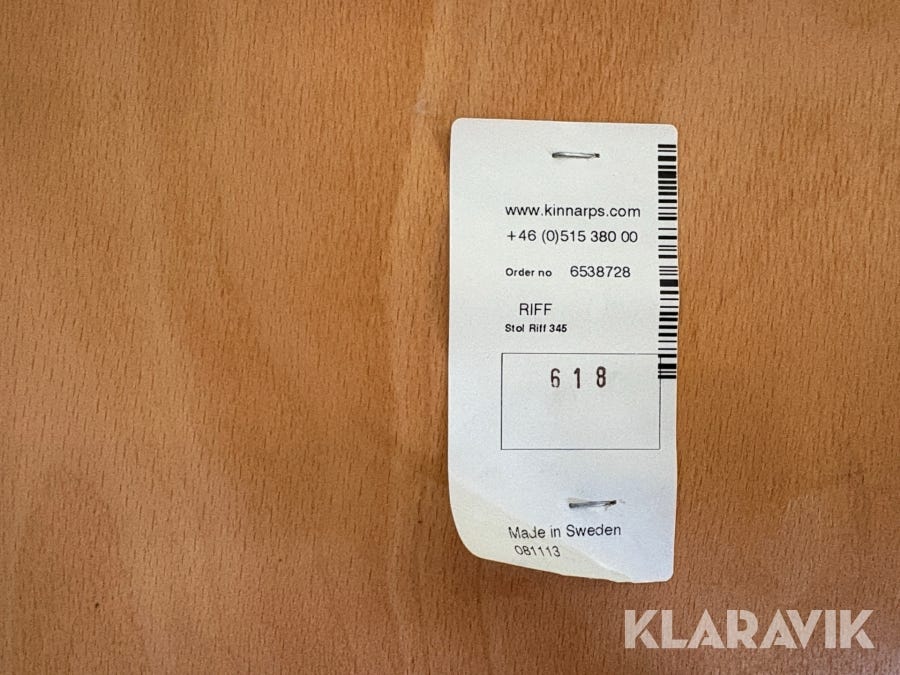 www.kinnarps.com
+46 (0)515 380 00
Order no 6538728
RIFF
Stol Riff 345
618
Made in Sweden
081113
KLARAVIK